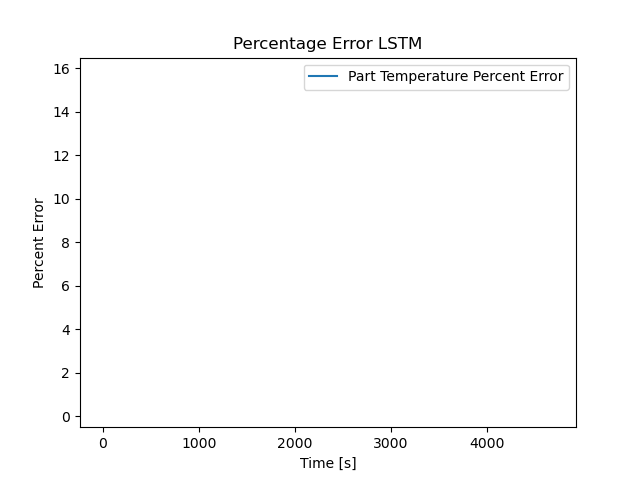 Percentage Error LSTM
Part Temperature Percent Error
16
14
12
10
8
6
4
2
0
Percent Error
0 1000 2000 3000 4000
Time [s]